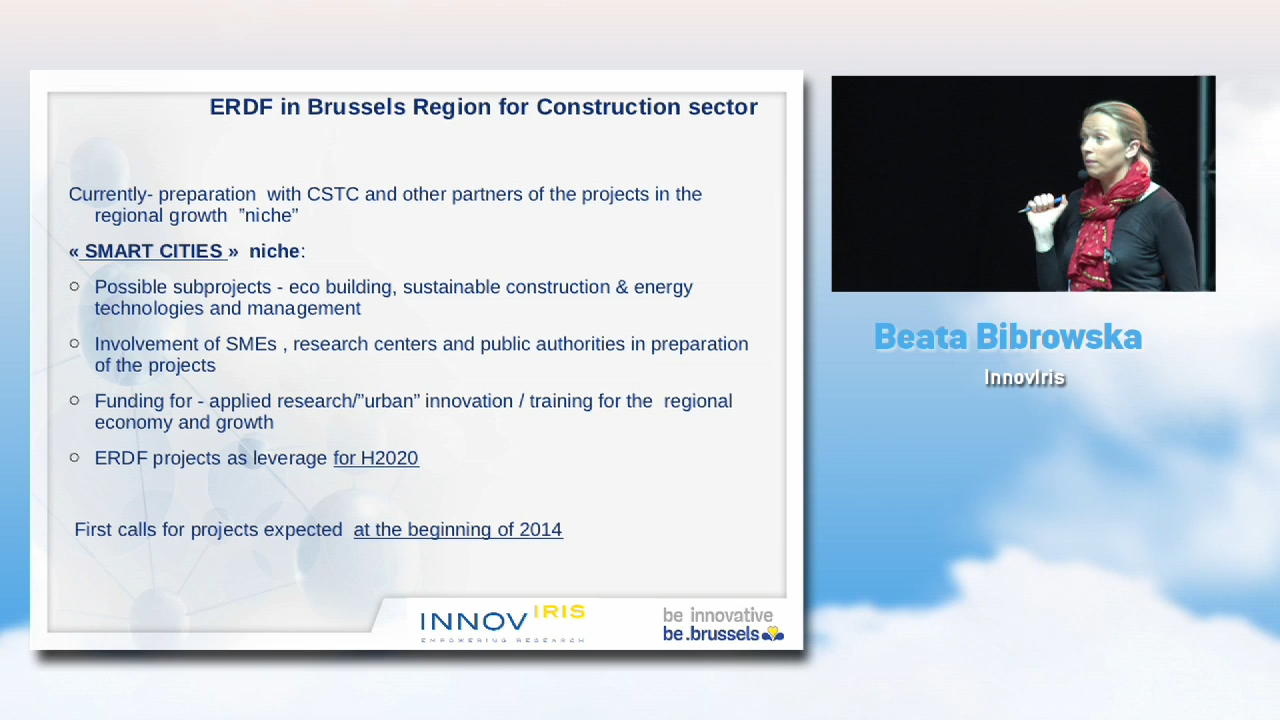 ERDF in Brussels Region for Construction sector
Currently- preparation  with CSTC and other partners of the projects in the
regional growth  ”niche”
« SMART CITIES »  niche:
○ Possible subprojects - eco building, sustainable construction & energy
technologies and management
○ Involvement of SMEs , research centers and public authorities in preparation
of the projects
○ Funding for - applied research/”urban” innovation / training for the  regional
economy and growth
○ ERDF projects as leverage for H2020
First calls for projects expected  at the beginning of 2014
INNOVIRIS
EMPOWERING RESEARCH
be innovative
be.brussels
Beata Bibrowska
InnovIris